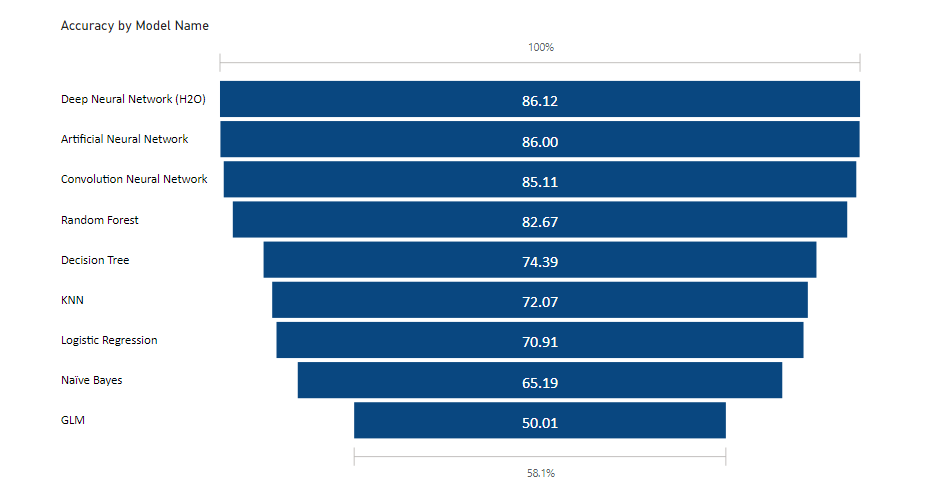 Accuracy by Model Name
100%
Deep Neural Network (H2O) 86.12
Artificial Neural Network 86.00
Convolution Neural Network 85.11
Random Forest 82.67
Decision Tree 74.39
KNN 72.07
Logistic Regression 70.91
Naïve Bayes 65.19
GLM 50.01
58.1%